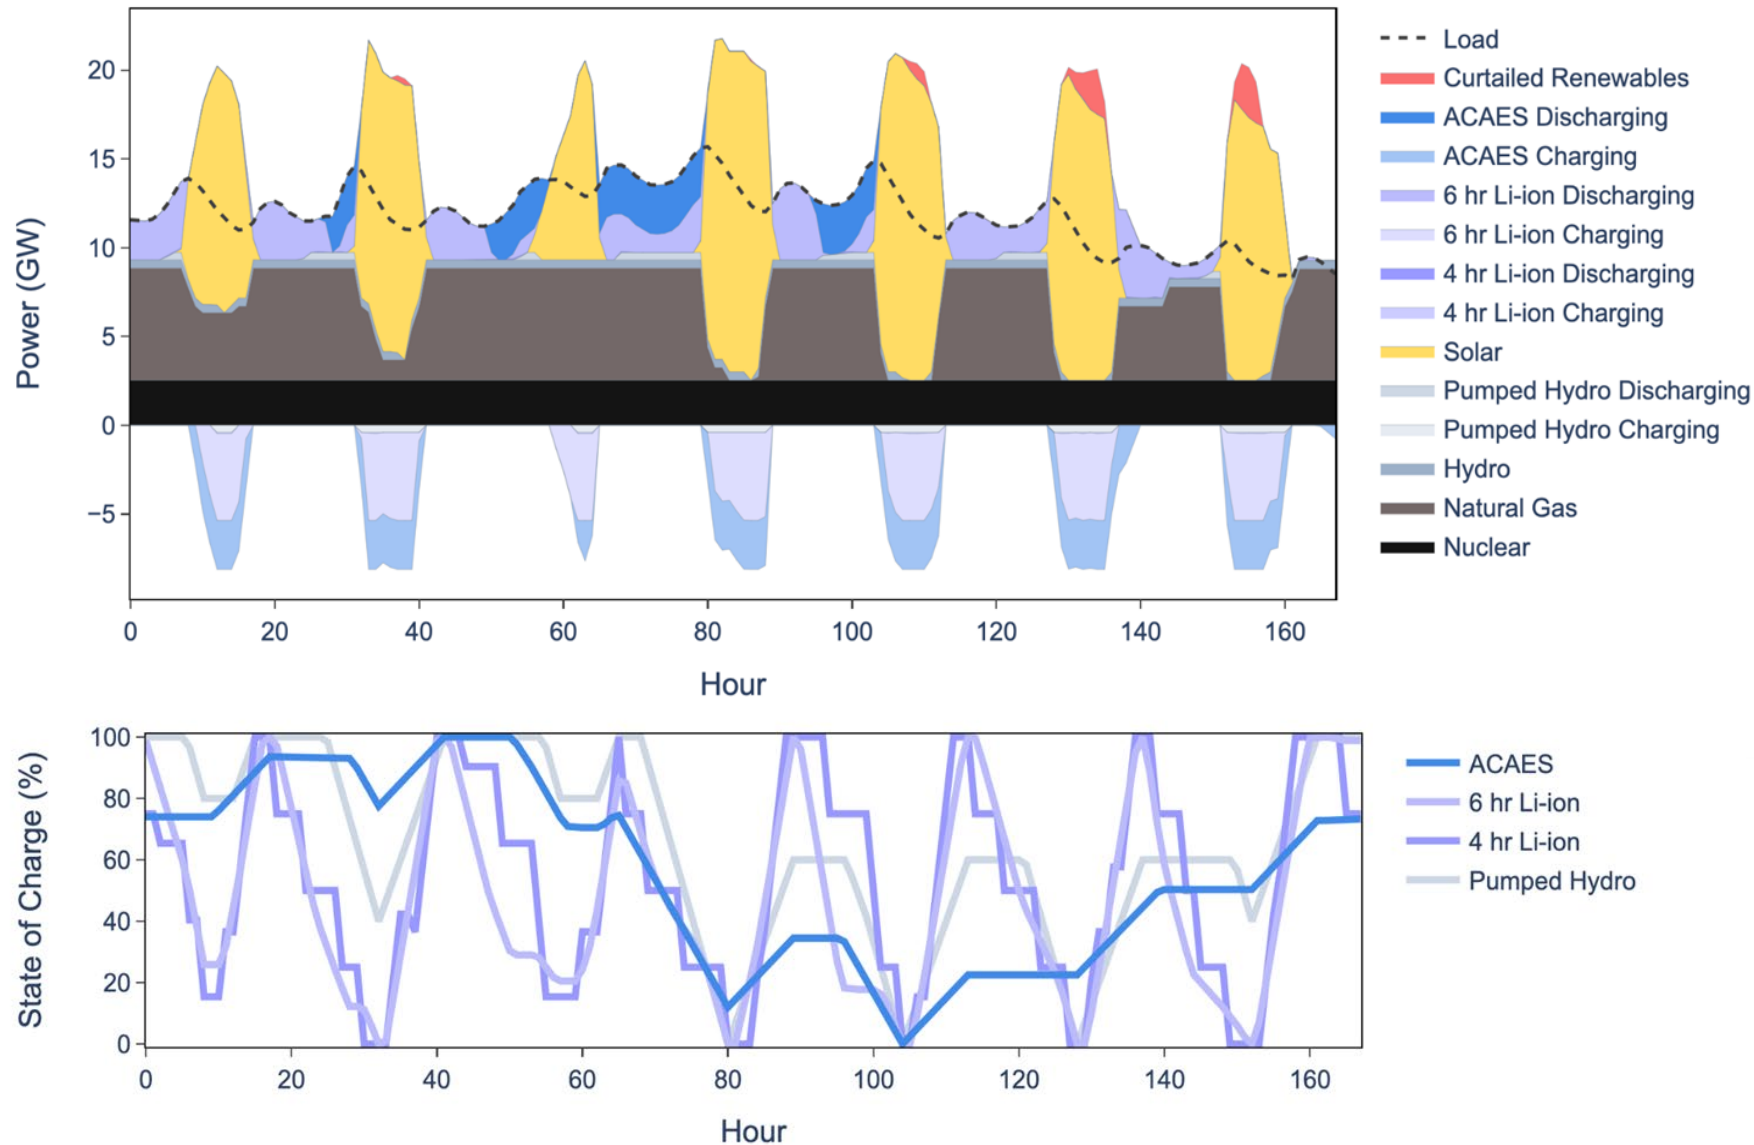 20
15
10
5
0
−5
Power (GW)
0 20 40 60 80 100 120 140 160
Hour
Load
Curtailed Renewables
ACAES Discharging
ACAES Charging
6 hr Li-ion Discharging
6 hr Li-ion Charging
4 hr Li-ion Discharging
4 hr Li-ion Charging
Solar
Pumped Hydro Discharging
Pumped Hydro Charging
Hydro
Natural Gas
Nuclear
100
80
60
40
20
0
State of Charge (%)
0 20 40 60 80 100 120 140 160
Hour
ACAES
6 hr Li-ion
4 hr Li-ion
Pumped Hydro